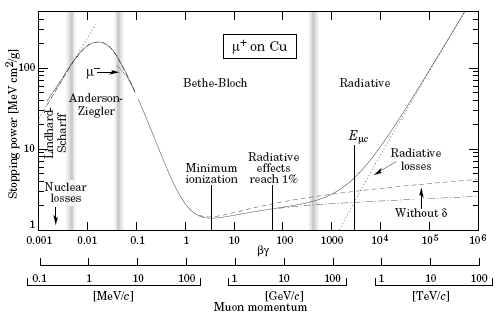 μ⁺ on Cu
Stopping power [MeV cm²/g]
100
10
1
μ⁻
Bethe-Bloch
Radiative
Anderson-
Ziegler
Lindhard-
Scharff
Eμc
Minimum
ionization
Radiative
effects
reach 1%
Radiative
losses
Nuclear
losses
Without δ
0.001 0.01 0.1 1 10 100 1000 10⁴ 10⁵ 10⁶
βγ
0.1 1 10 100 1 10 100 1 10 100
[MeV/c] [GeV/c] [TeV/c]
Muon momentum